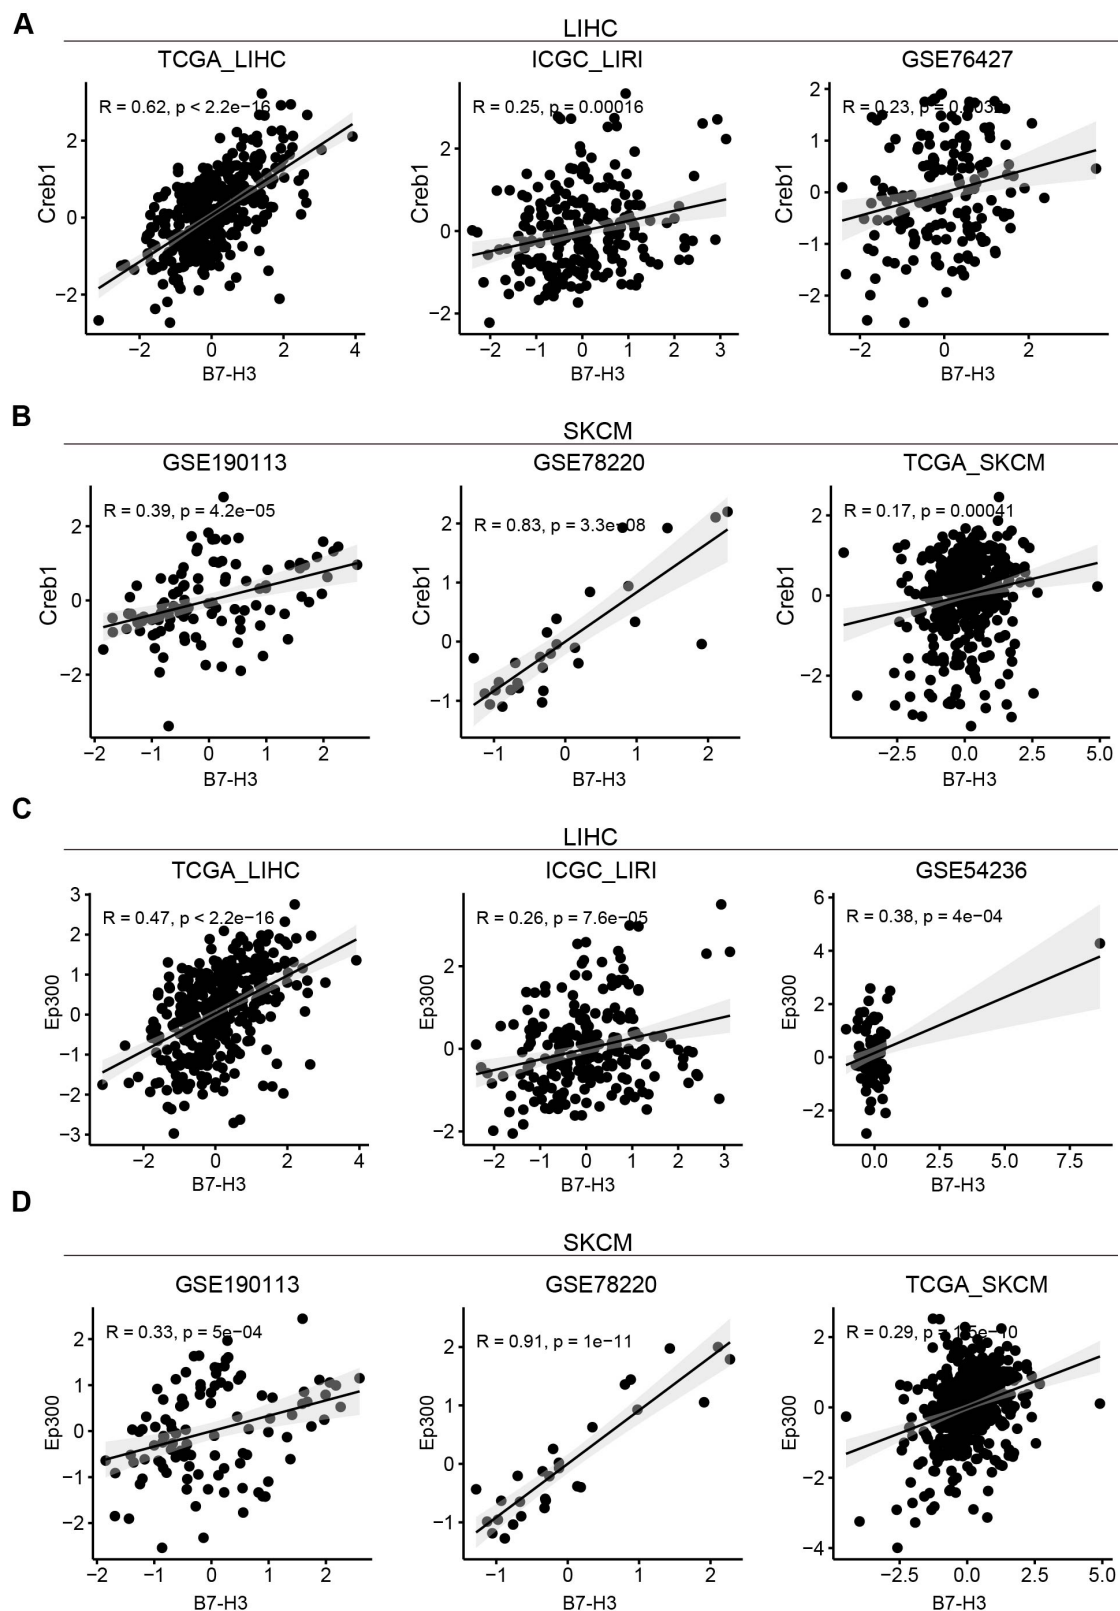 A
LIHC
TCGA_LIHC ICGC_LIRI GSE76427
R = 0.62, p < 2.2e−16 R = 0.25, p = 0.00016 R = 0.23, p =
Creb1 Creb1 Creb1
2 0 −2
2 0 −2
2 1 0 −1 −2
−2 0 2 4
−2 −1 0 1 2 3
−2 0 2
B7-H3 B7-H3 B7-H3
B
SKCM
GSE190113 GSE78220 TCGA_SKCM
R = 0.39, p = 4.2e−05 R = 0.83, p = 3.3e−08 R = 0.17, p = 0.00041
Creb1 Creb1 Creb1
2 0 −2
2 1 0 −1
2 0 −2
−2 −1 0 1 2
−1 0 1 2
−2.5 0.0 2.5 5.0
B7-H3 B7-H3 B7-H3
C
LIHC
TCGA_LIHC ICGC_LIRI GSE54236
R = 0.47, p < 2.2e−16 R = 0.26, p = 7.6e−05 R = 0.38, p = 4e−04
Ep300 Ep300 Ep300
3 2 1 0 −1 −2 −3
2 0 −2
6 4 2 0 −2
−2 0 2 4
−2 −1 0 1 2 3
0.0 2.5 5.0 7.5
B7-H3 B7-H3 B7-H3
D
SKCM
GSE190113 GSE78220 TCGA_SKCM
R = 0.33, p = 5e−04 R = 0.91, p = 1e−11 R = 0.29, p = 1.5e−10
Ep300 Ep300 Ep300
2 1 0 −1 −2
2 1 0 −1
2 0 −2 −4
−2 −1 0 1 2
−1 0 1 2
−2.5 0.0 2.5 5.0
B7-H3 B7-H3 B7-H3